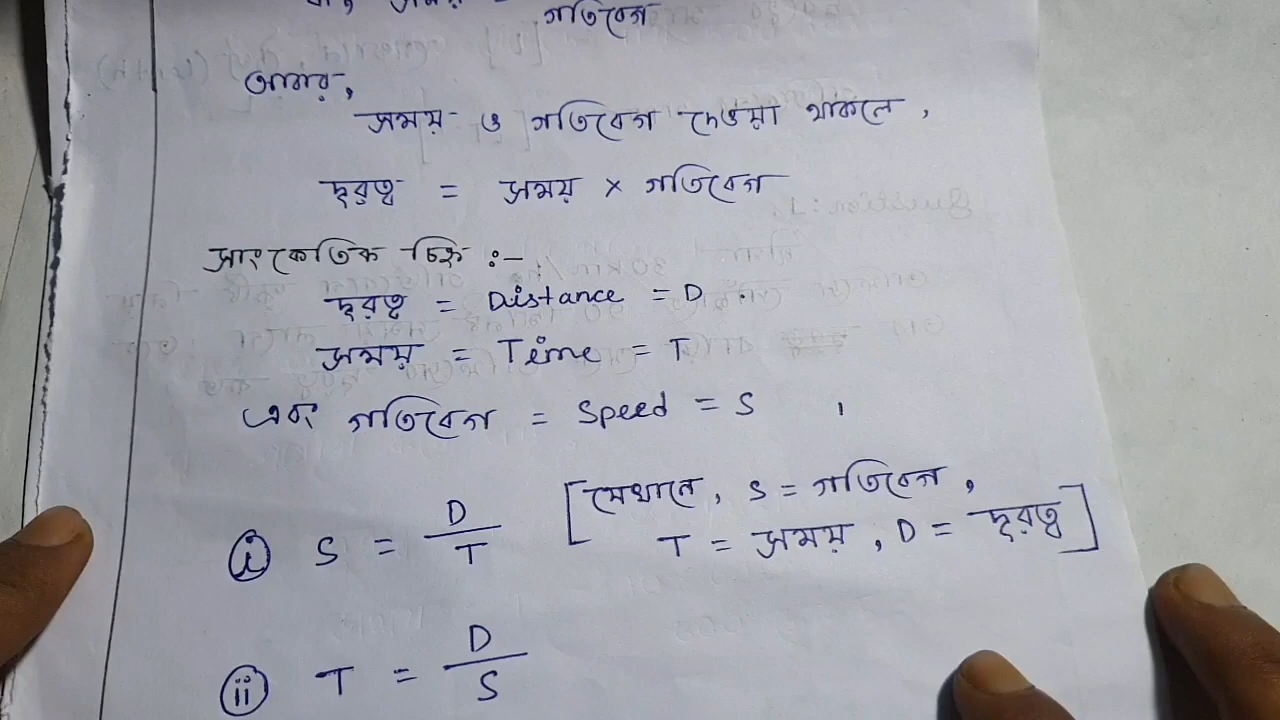 সময় =
গতিবেগ
আবার,
সময় ও গতিবেগ দেওয়া থাকলে,
দূরত্ব = সময় × গতিবেগ
সাংকেতিক চিহ্ন :-
দূরত্ব = Distance = D
সময় = Time = T
এবং গতিবেগ = Speed = S ,
(i) S = D/T [যেখানে, S = গতিবেগ,
T = সময়, D = দূরত্ব]
(ii) T = D/S